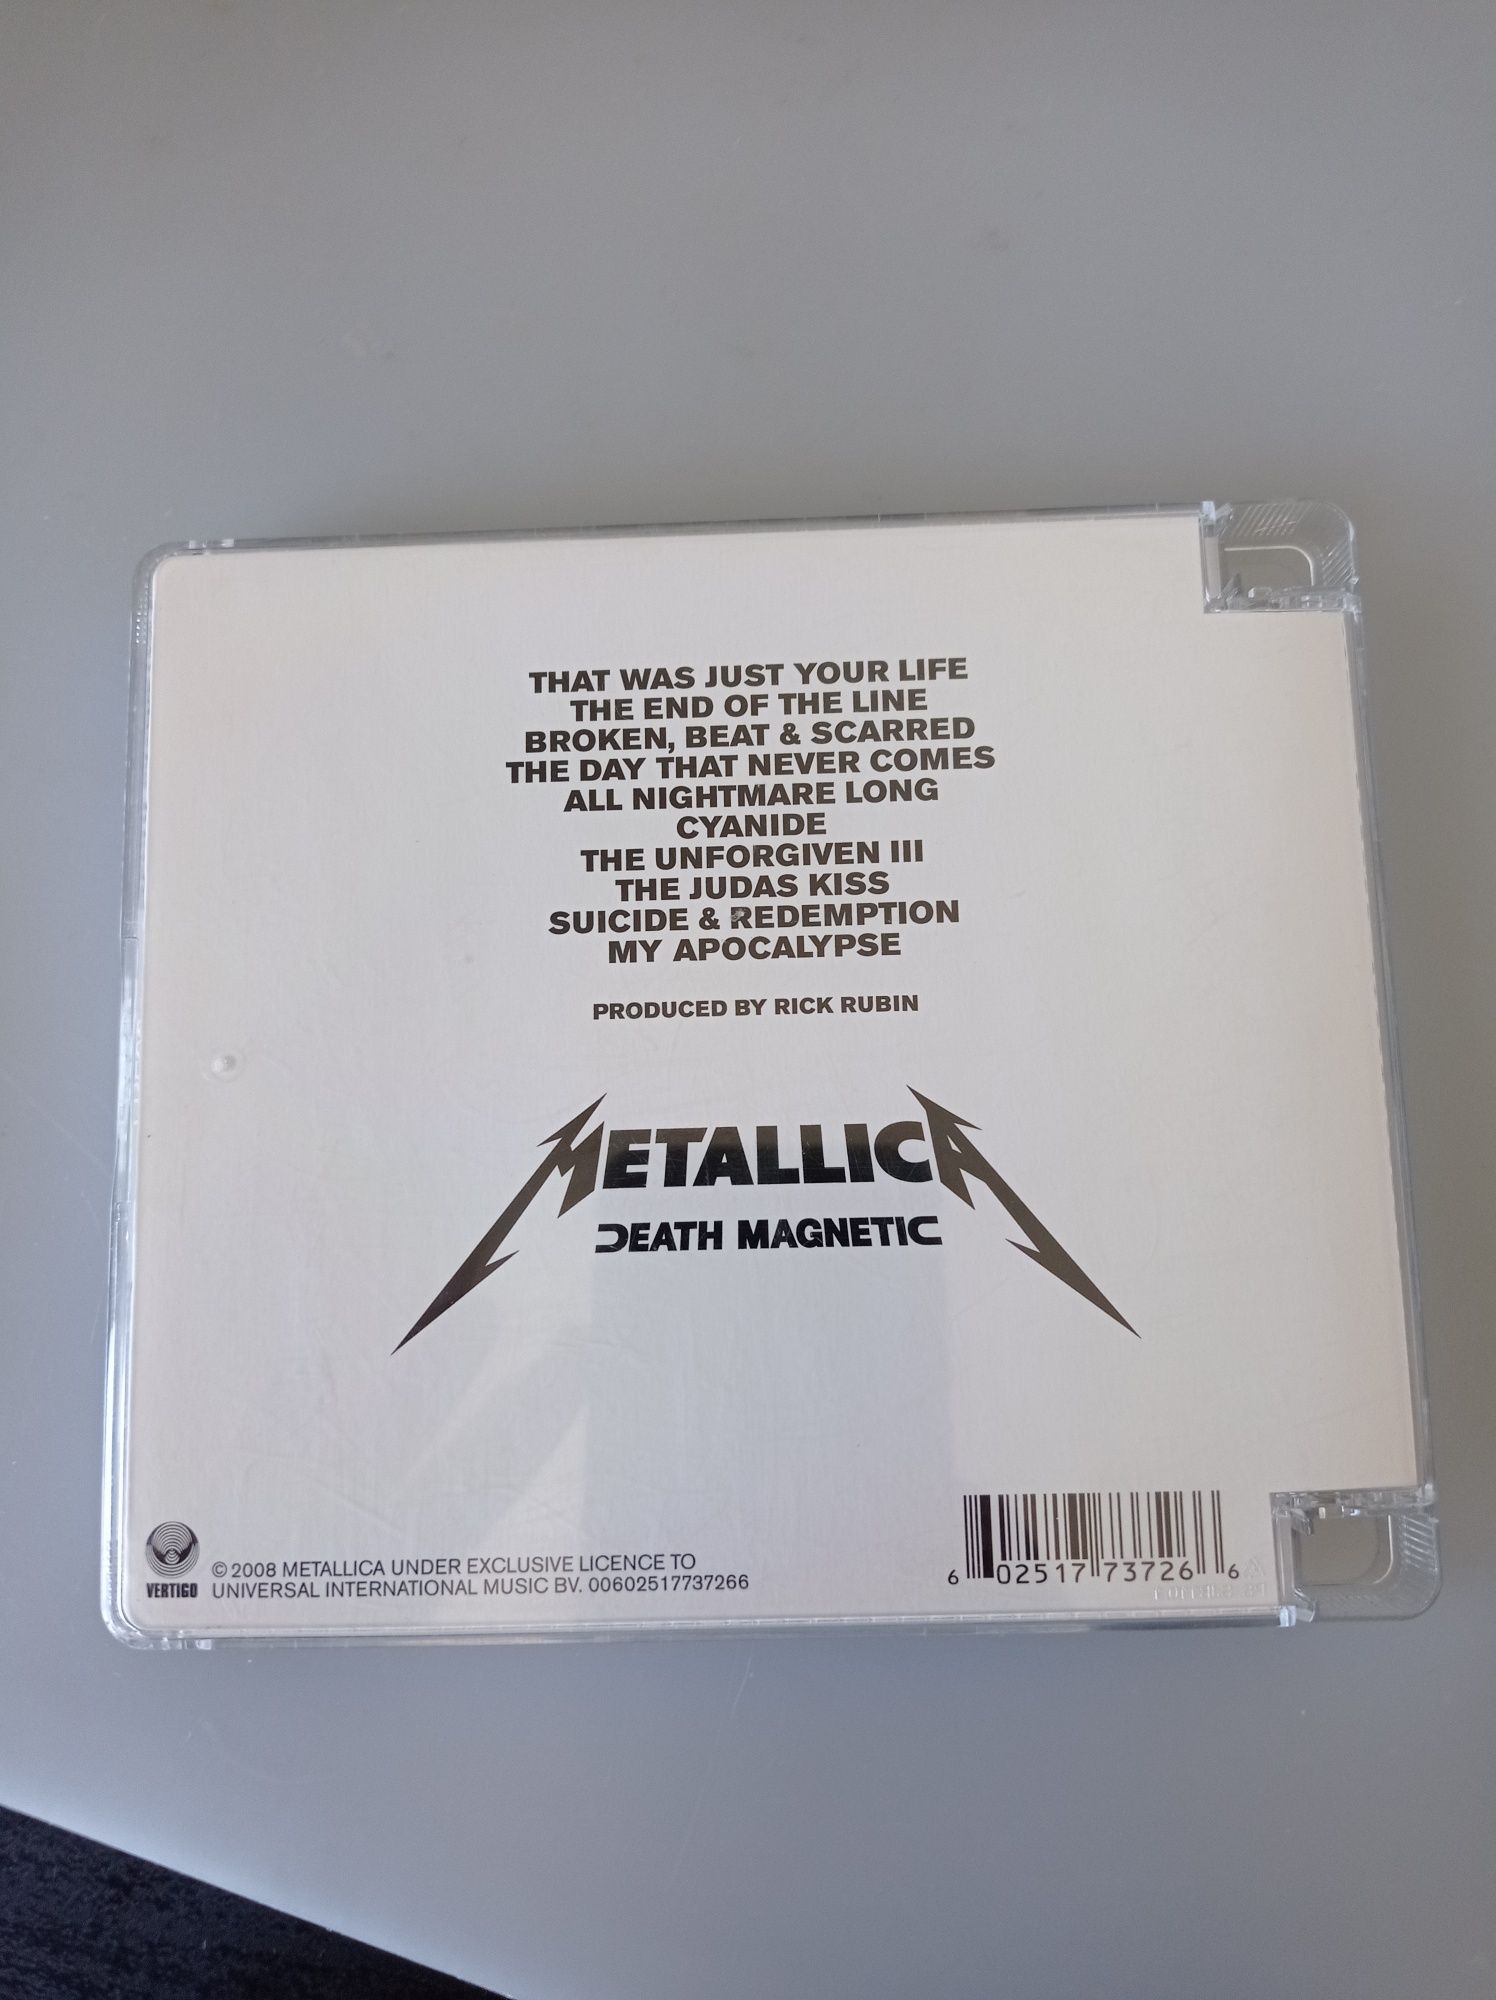 THAT WAS JUST YOUR LIFE
THE END OF THE LINE
BROKEN, BEAT & SCARRED
THE DAY THAT NEVER COMES
ALL NIGHTMARE LONG
CYANIDE
THE UNFORGIVEN III
THE JUDAS KISS
SUICIDE & REDEMPTION
MY APOCALYPSE
PRODUCED BY RICK RUBIN
METALLICA
DEATH MAGNETIC
VERTIGO
© 2008 METALLICA UNDER EXCLUSIVE LICENCE TO
UNIVERSAL INTERNATIONAL MUSIC BV. 00602517737266
6 02517 73726 6